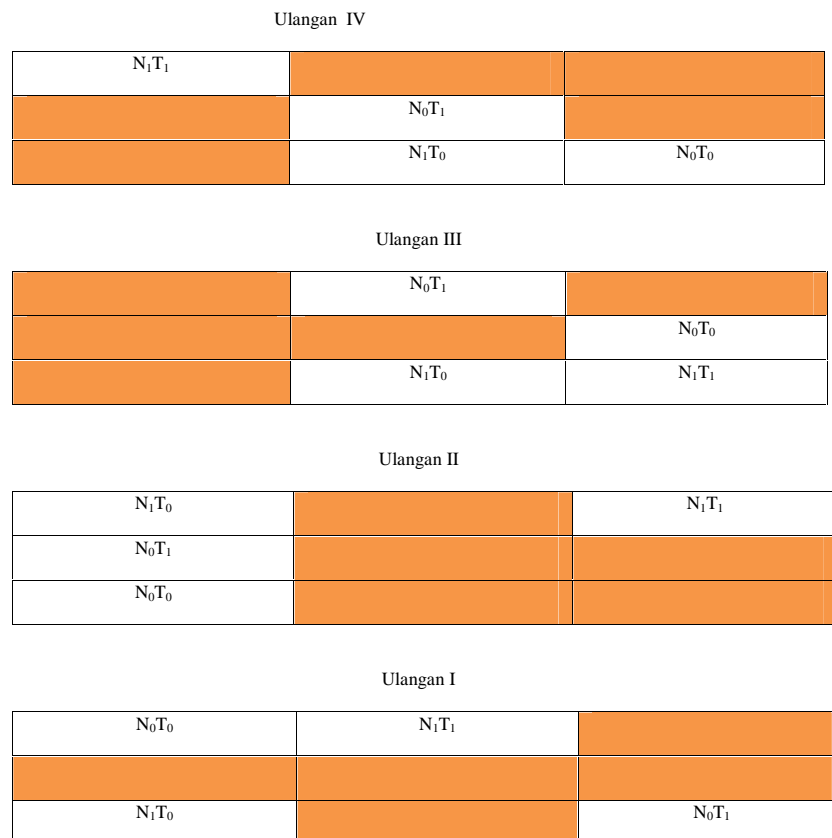 Ulangan IV
N₁T₁
N₀T₁
N₁T₀ N₀T₀
Ulangan III
N₀T₁
N₀T₀
N₁T₀ N₁T₁
Ulangan II
N₁T₀ N₁T₁
N₀T₁
N₀T₀
Ulangan I
N₀T₀ N₁T₁
N₁T₀ N₀T₁